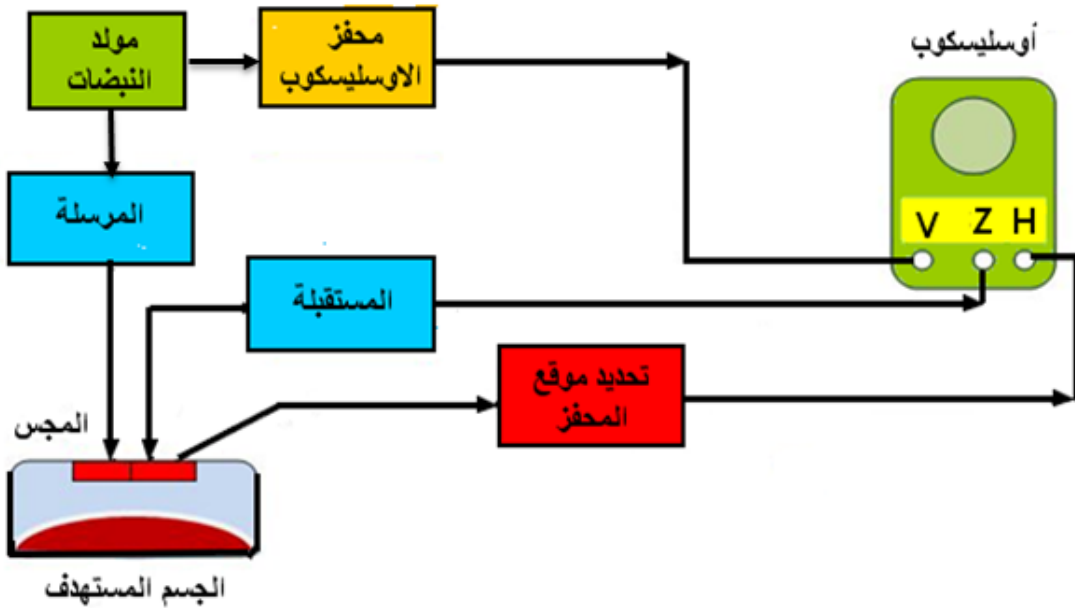 مولد
النبضات
محفز
الاوسليسكوب
أوسليسكوب
المرسلة
V Z H
المستقبلة
تحديد موقع
المحفز
المجس
الجسم المستهدف